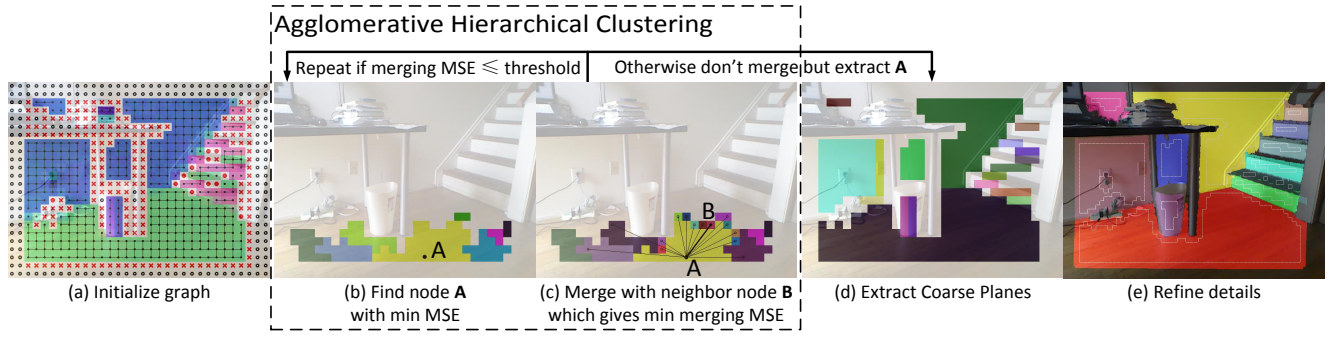 Agglomerative Hierarchical Clustering
Repeat if merging MSE ≤ threshold
Otherwise don't merge but extract A
A
B
A
(a) Initialize graph
(b) Find node A
with min MSE
(c) Merge with neighbor node B
which gives min merging MSE
(d) Extract Coarse Planes
(e) Refine details